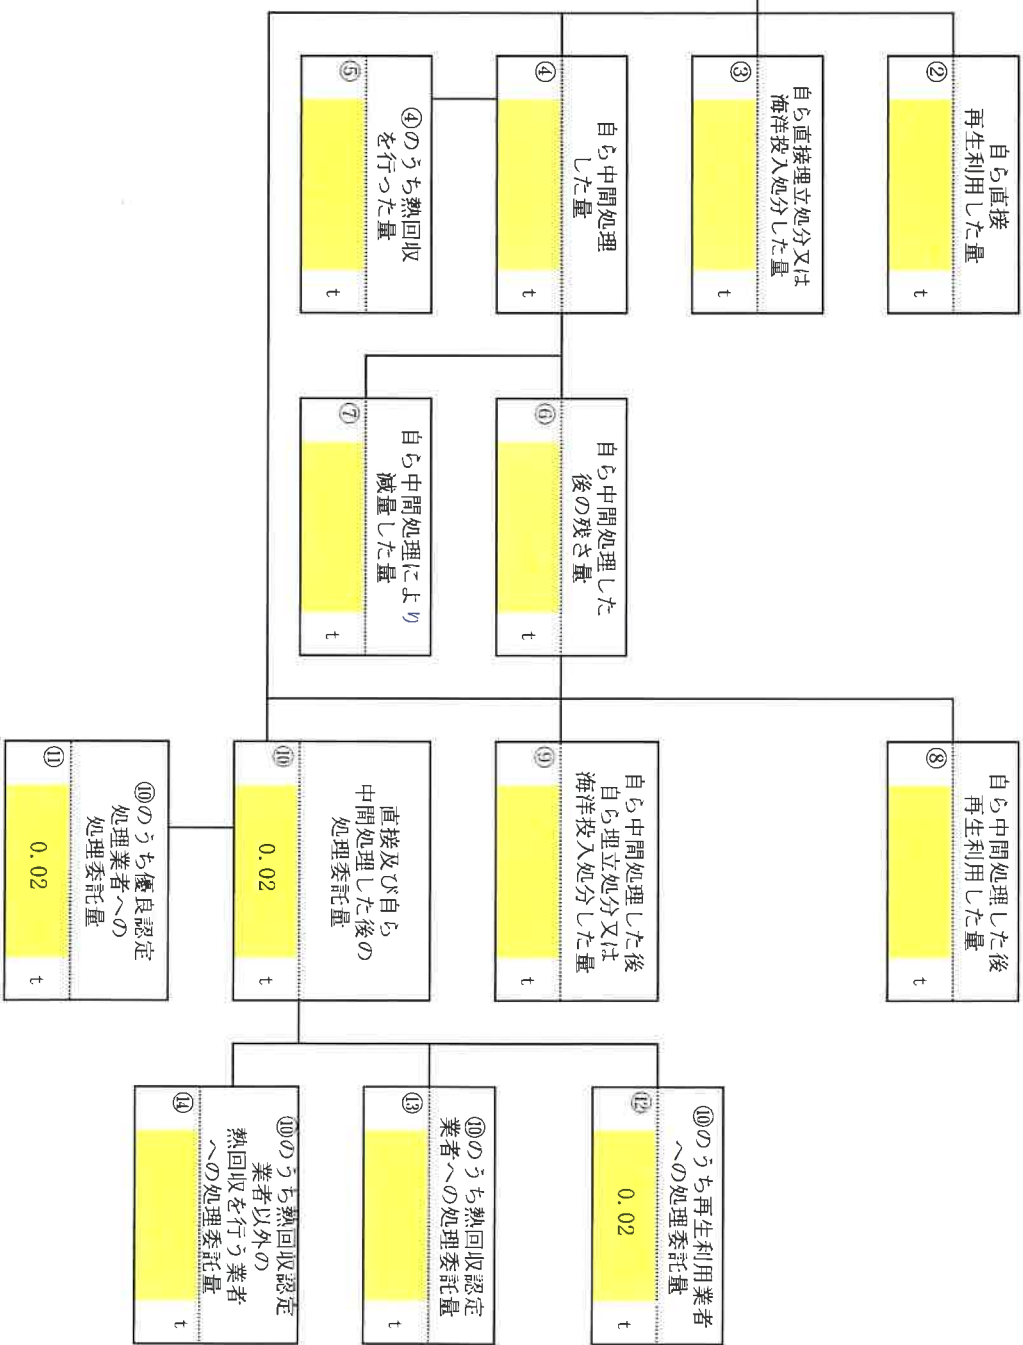 自ら直接
再生利用した量
②
t
自ら直接埋立処分又は
海洋投入処分した量
③
t
自ら中間処理
した量
④
t
④のうち熱回収
を行った量
⑤
t
自ら中間処理した
後の残さ量
⑥
t
自ら中間処理により
減量した量
⑦
t
自ら中間処理した後
再生利用した量
⑧
t
自ら中間処理した後
自ら埋立処分又は
海洋投入処分した量
⑨
t
直接及び自ら
中間処理した後の
処理委託量
⑩
0.02
t
⑩のうち優良認定
処理業者への
処理委託量
⑪
0.02
t
⑩のうち再生利用業者
への処理委託量
⑫
0.02
t
⑩のうち熱回収認定
業者への処理委託量
⑬
t
⑩のうち熱回収認定
業者以外の
熱回収を行う業者
への処理委託量
⑭
t